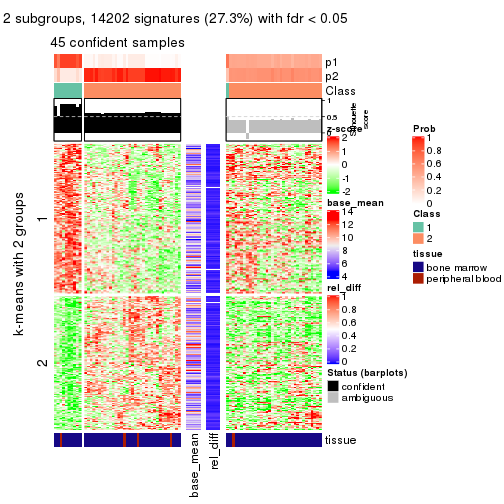 2 subgroups, 14202 signatures (27.3%) with fdr < 0.05
45 confident samples
p1
p2
Class
1
0.5
0
Silhouette
score
k-means with 2 groups
1
2
base_mean
rel_diff
tissue
z-score
2
1
0
-1
-2
base_mean
14
12
10
8
6
4
rel_diff
1
0.8
0.6
0.4
0.2
0
Status (barplots)
confident
ambiguous
Prob
1
0.8
0.6
0.4
0.2
0
Class
1
2
tissue
bone marrow
peripheral blood